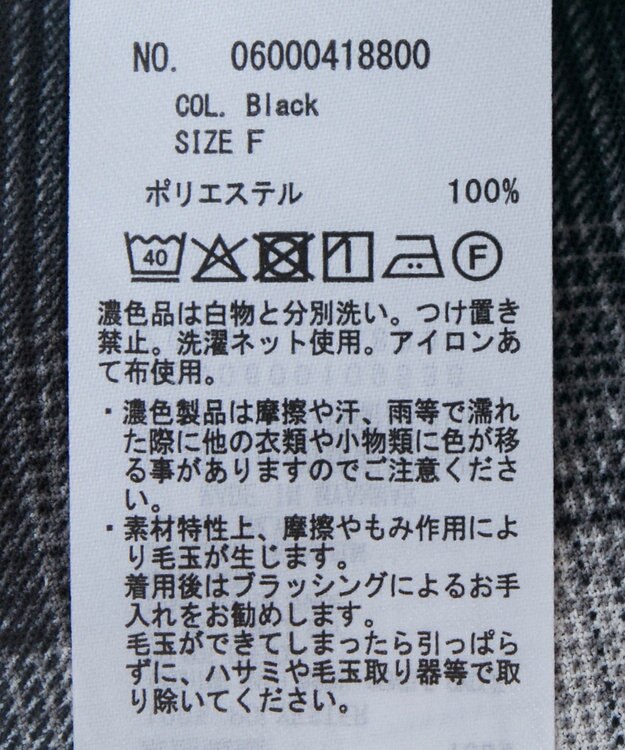 NO. 06000418800
COL. Black
SIZE F
ポリエステル 100%
40 F
濃色品は白物と分別洗い。つけ置き
禁止。洗濯ネット使用。アイロンあ
て布使用。
・濃色製品は摩擦や汗、雨等で濡れ
た際に他の衣類や小物類に色が移
る事がありますのでご注意くださ
い。
・素材特性上、摩擦やもみ作用によ
り毛玉が生じます。
着用後はブラッシングによるお手
入れをお勧めします。
毛玉ができてしまったら引っぱら
ずに、ハサミや毛玉取り器等で取
り除いてください。